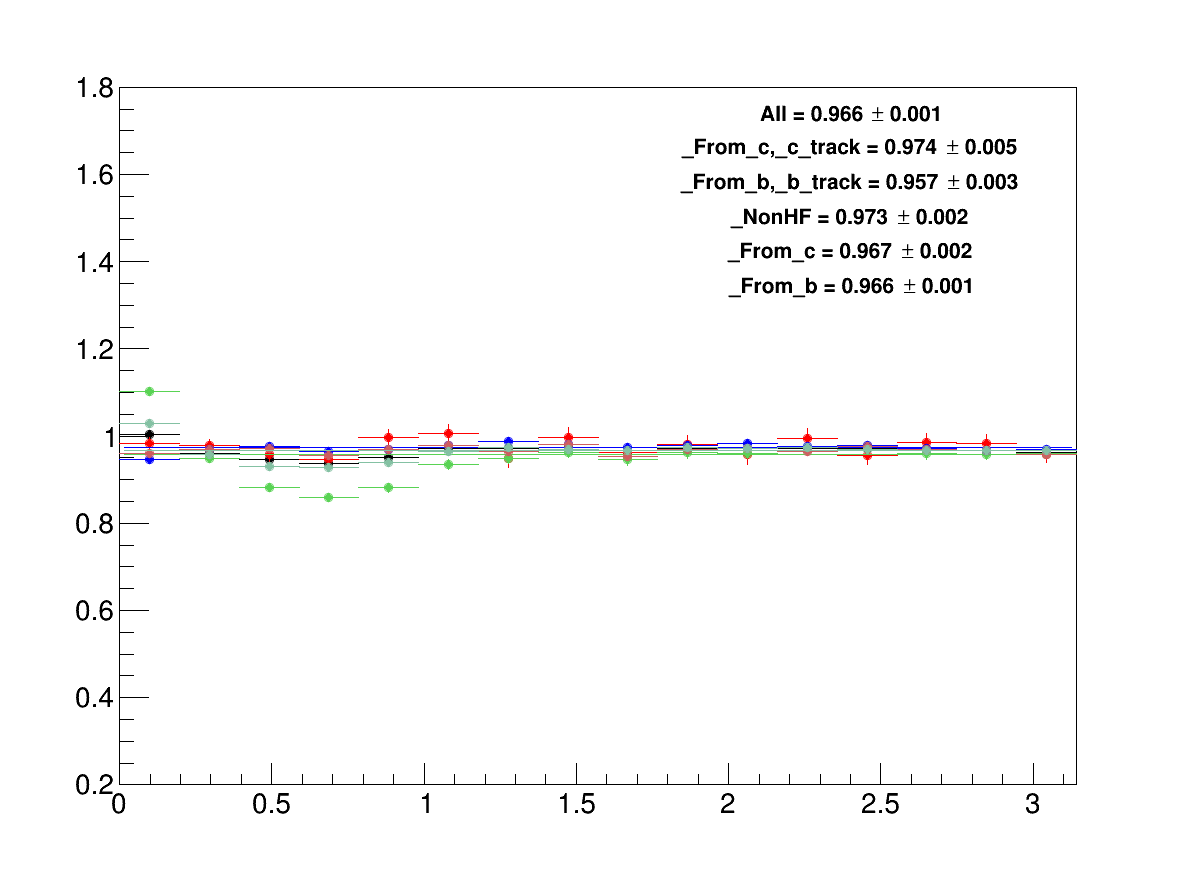 1.8
All = 0.966 ± 0.001
_From_c,_c_track = 0.974 ± 0.005
1.6
_From_b,_b_track = 0.957 ± 0.003
_NonHF = 0.973 ± 0.002
1.4
_From_c = 0.967 ± 0.002
_From_b = 0.966 ± 0.001
1.2
1
0.8
0.6
0.4
0.2
0 0.5 1 1.5 2 2.5 3